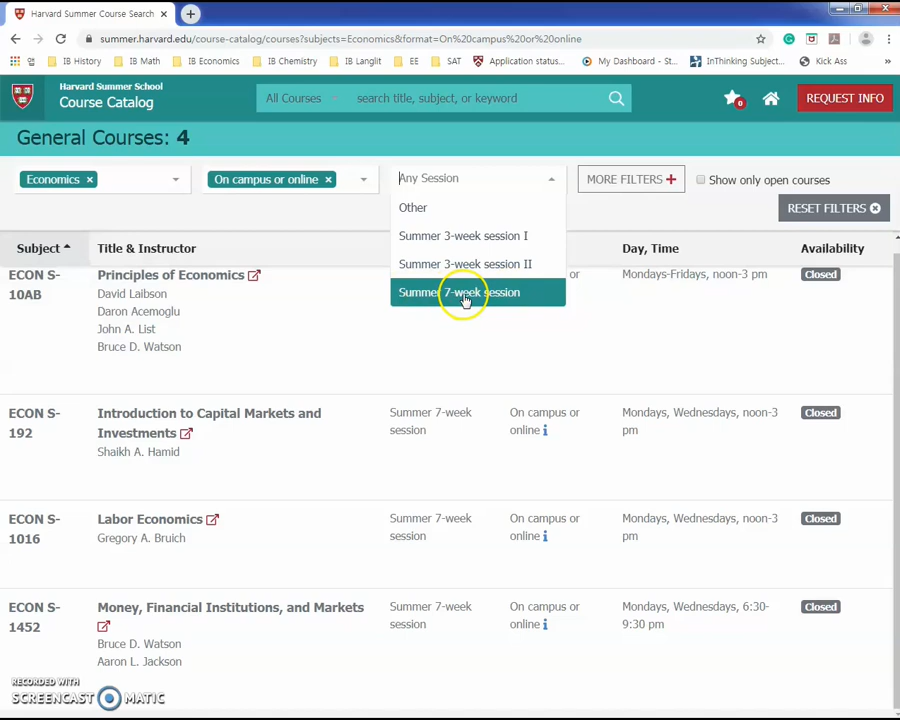 Harvard Summer Course Search
summer.harvard.edu/course-catalog/courses?subjects=Economics&format=On%20campus%20or%20online
IB History
IB Math
IB Economics
IB Chemistry
IB Langlit
EE
SAT
Application status...
My Dashboard - St...
InThinking Subject...
Kick Ass
»
Harvard Summer School
Course Catalog
All Courses
search title, subject, or keyword
0
REQUEST INFO
General Courses: 4
Economics ×
On campus or online ×
Any Session
MORE FILTERS +
Show only open courses
Other
RESET FILTERS
Summer 3-week session I
Summer 3-week session II
Summer 7-week session
Subject
Title & Instructor
Day, Time
Availability
ECON S-
10AB
Principles of Economics
David Laibson
Daron Acemoglu
John A. List
Bruce D. Watson
or
Mondays-Fridays, noon-3 pm
Closed
ECON S-
192
Introduction to Capital Markets and
Investments
Shaikh A. Hamid
Summer 7-week
session
On campus or
online
Mondays, Wednesdays, noon-3
pm
Closed
ECON S-
1016
Labor Economics
Gregory A. Bruich
Summer 7-week
session
On campus or
online
Mondays, Wednesdays, noon-3
pm
Closed
ECON S-
1452
Money, Financial Institutions, and Markets
Bruce D. Watson
Aaron L. Jackson
Summer 7-week
session
On campus or
online
Mondays, Wednesdays, 6:30-
9:30 pm
Closed
RECORDED WITH
SCREENCAST MATIC